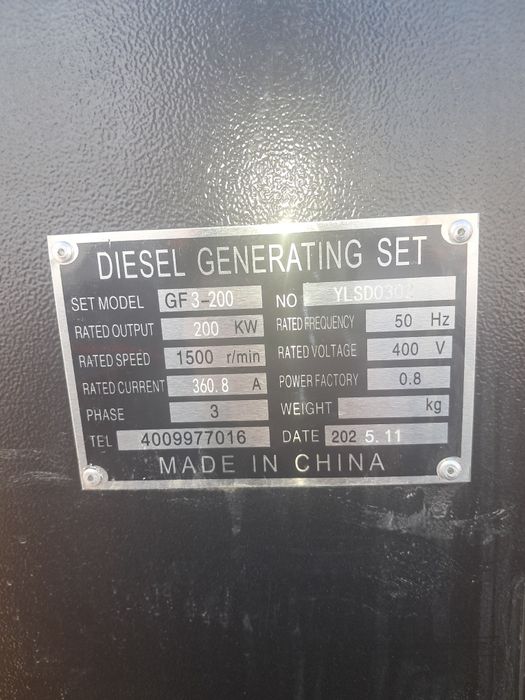 DIESEL GENERATING SET
SET MODEL GF3-200 NO YLSD0302
RATED OUTPUT 200 KW RATED FREQUENCY 50 Hz
RATED SPEED 1500 r/min RATED VOLTAGE 400 V
RATED CURRENT 360.8 A POWER FACTORY 0.8
PHASE 3 WEIGHT kg
TEL 4009977016 DATE 202 5.11
MADE IN CHINA